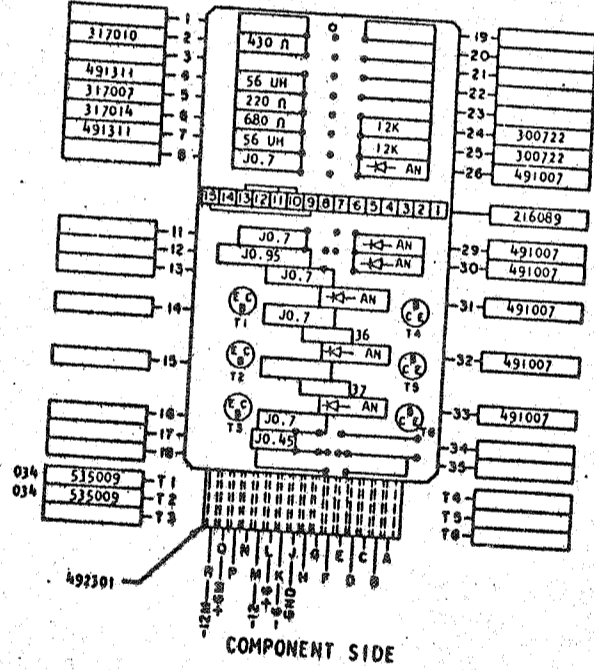 1
317010 2
3
491311 4
317007 5
317014 6
491311 7
8
430 Ω
56 UH
220 Ω
680 Ω
56 UH
J0.7
12K
12K
AN
19
20
21
22
23
24 300722
25 300722
26 491007
15 14 13 12 11 10 9 8 7 6 5 4 3 2 1
216089
11
12
13
14
15
16
17
18
J0.7
J0.95
J0.7
AN
AN
AN
J0.7
36
AN
37
AN
J0.7
J0.45
E C B T1
E C B T2
E C B T3
B C E T4
B C E T5
B C E T6
29 491007
30 491007
31 491007
32 491007
33 491007
34
35
034 535009 T1
034 535009 T2
T3
T4
T5
T6
492301
R P N M L K J H G F E D C B A
-12M
+6M
-12
+6
-6
GND
COMPONENT SIDE